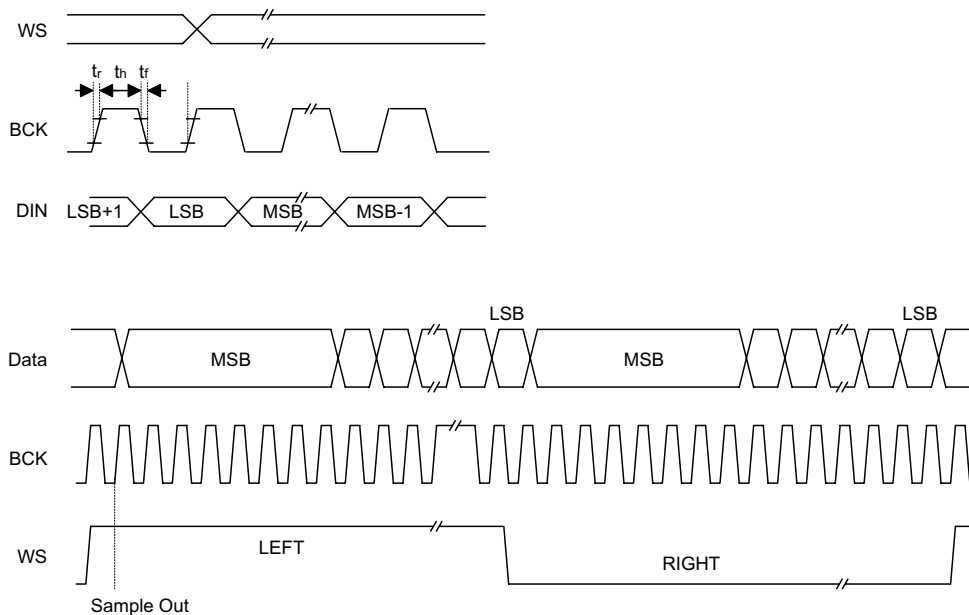 WS
tr th tf
BCK
DIN LSB+1 LSB MSB MSB-1
LSB LSB
Data MSB MSB
BCK
WS LEFT RIGHT
Sample Out